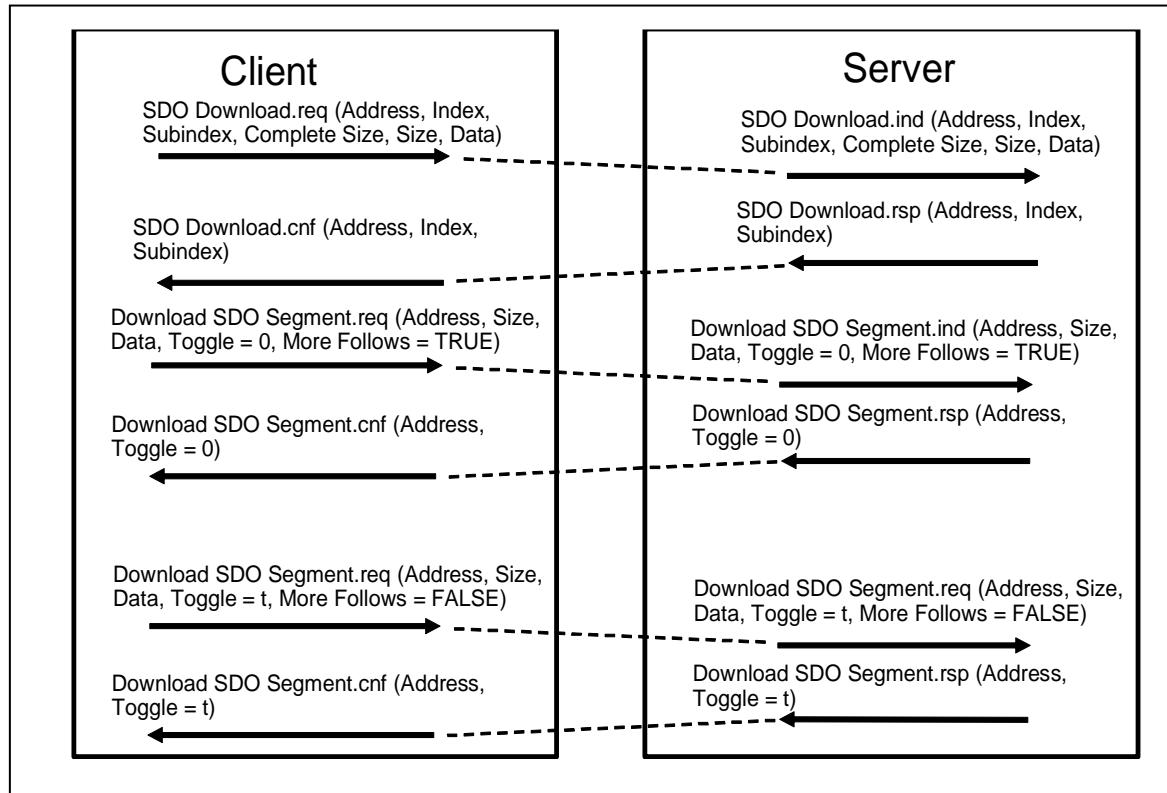 Client
SDO Download.req (Address, Index,
Subindex, Complete Size, Size, Data)
SDO Download.cnf (Address, Index,
Subindex)
Download SDO Segment.req (Address, Size,
Data, Toggle = 0, More Follows = TRUE)
Download SDO Segment.cnf (Address,
Toggle = 0)
Download SDO Segment.req (Address, Size,
Data, Toggle = t, More Follows = FALSE)
Download SDO Segment.cnf (Address,
Toggle = t)
Server
SDO Download.ind (Address, Index,
Subindex, Complete Size, Size, Data)
SDO Download.rsp (Address, Index,
Subindex)
Download SDO Segment.ind (Address, Size,
Data, Toggle = 0, More Follows = TRUE)
Download SDO Segment.rsp (Address,
Toggle = 0)
Download SDO Segment.req (Address, Size,
Data, Toggle = t, More Follows = FALSE)
Download SDO Segment.rsp (Address,
Toggle = t)